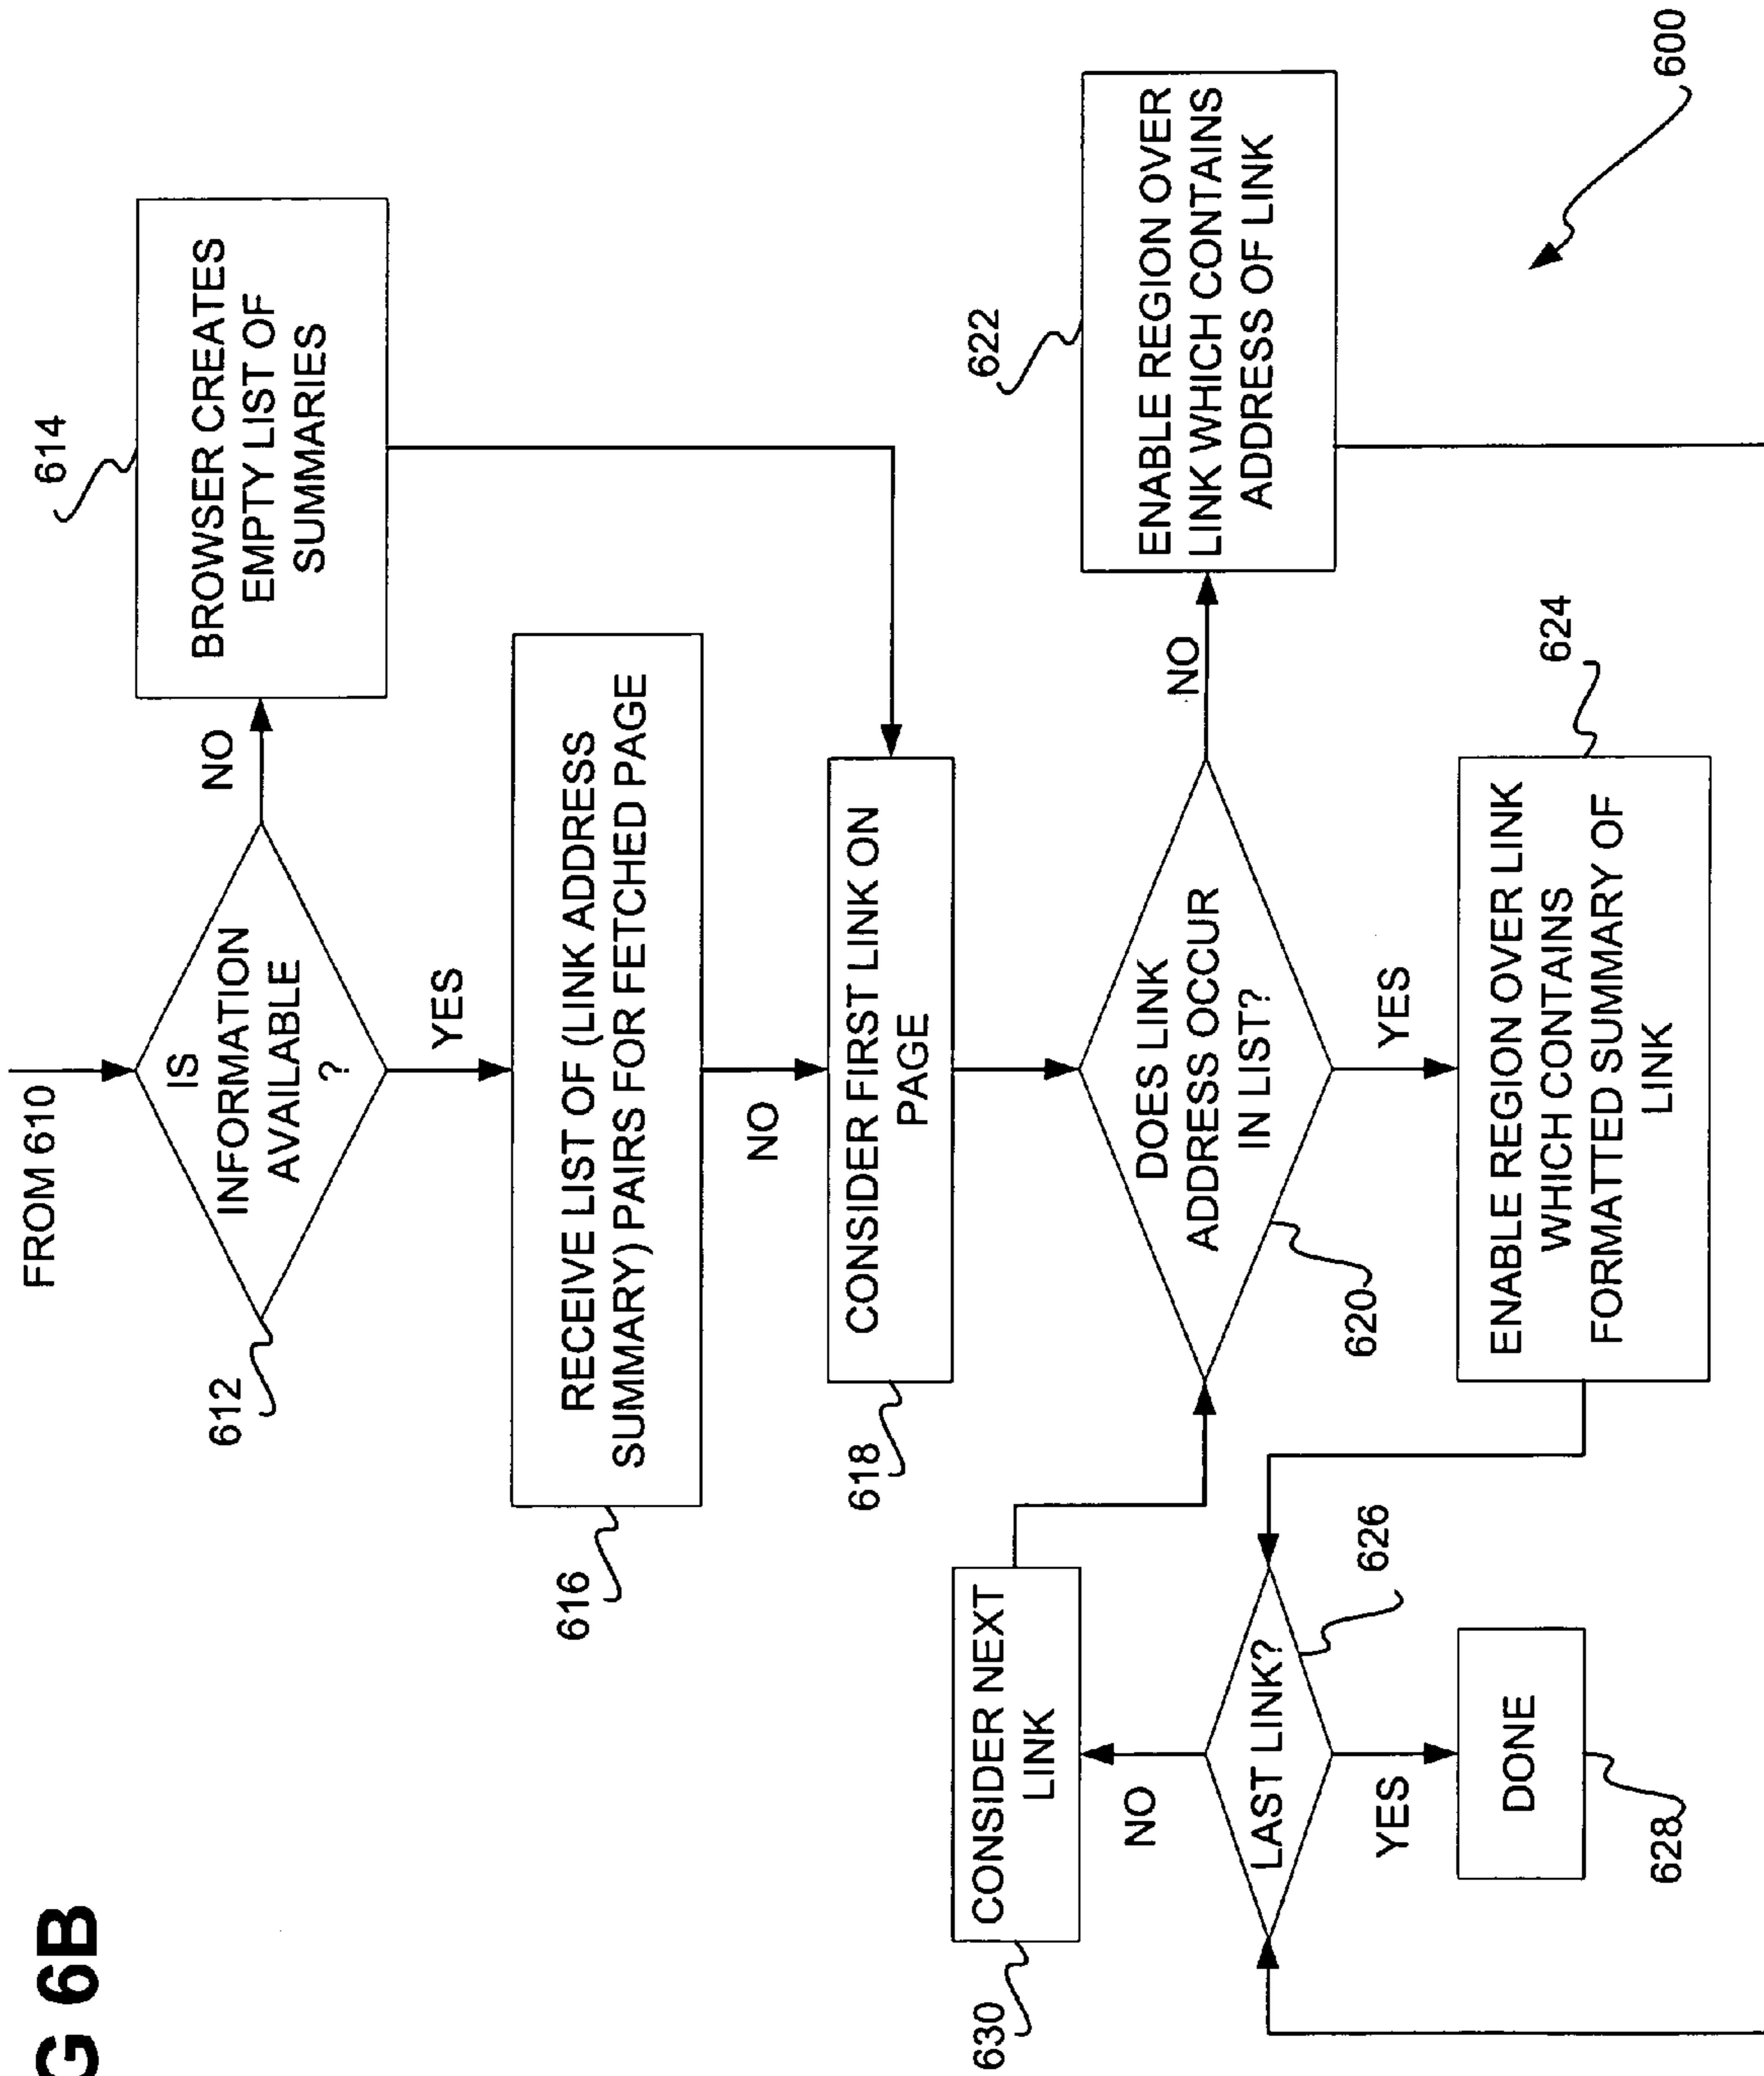 G 6B
FROM 610
IS
INFORMATION
AVAILABLE
?
612
NO
BROWSER CREATES
EMPTY LIST OF
SUMMARIES
614
YES
RECEIVE LIST OF (LINK ADDRESS
SUMMARY) PAIRS FOR FETCHED PAGE
616
NO
CONSIDER FIRST LINK ON
PAGE
618
DOES LINK
ADDRESS OCCUR
IN LIST?
620
NO
ENABLE REGION OVER
LINK WHICH CONTAINS
ADDRESS OF LINK
622
YES
ENABLE REGION OVER LINK
WHICH CONTAINS
FORMATTED SUMMARY OF
LINK
624
CONSIDER NEXT
LINK
630
NO
LAST LINK?
626
YES
DONE
628
600